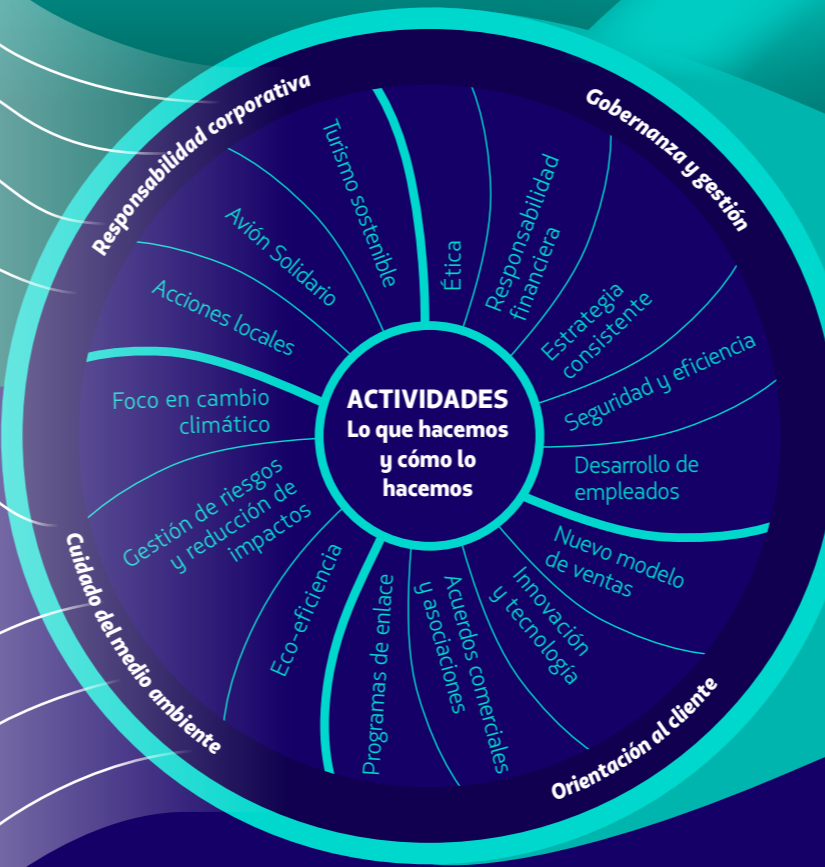 ACTIVIDADES
Lo que hacemos
y cómo lo
hacemos
Gobernanza y gestión
Ética
Responsabilidad
financiera
Estrategia
consistente
Seguridad y eficiencia
Desarrollo de
empleados
Orientación al cliente
Nuevo modelo
de ventas
Innovación
y tecnología
Acuerdos comerciales
y asociaciones
Programas de enlace
Cuidado del medio ambiente
Eco-eficiencia
Gestión de riesgos
y reducción de
impactos
Foco en cambio
climático
Responsabilidad corporativa
Acciones locales
Avión Solidario
Turismo sostenible